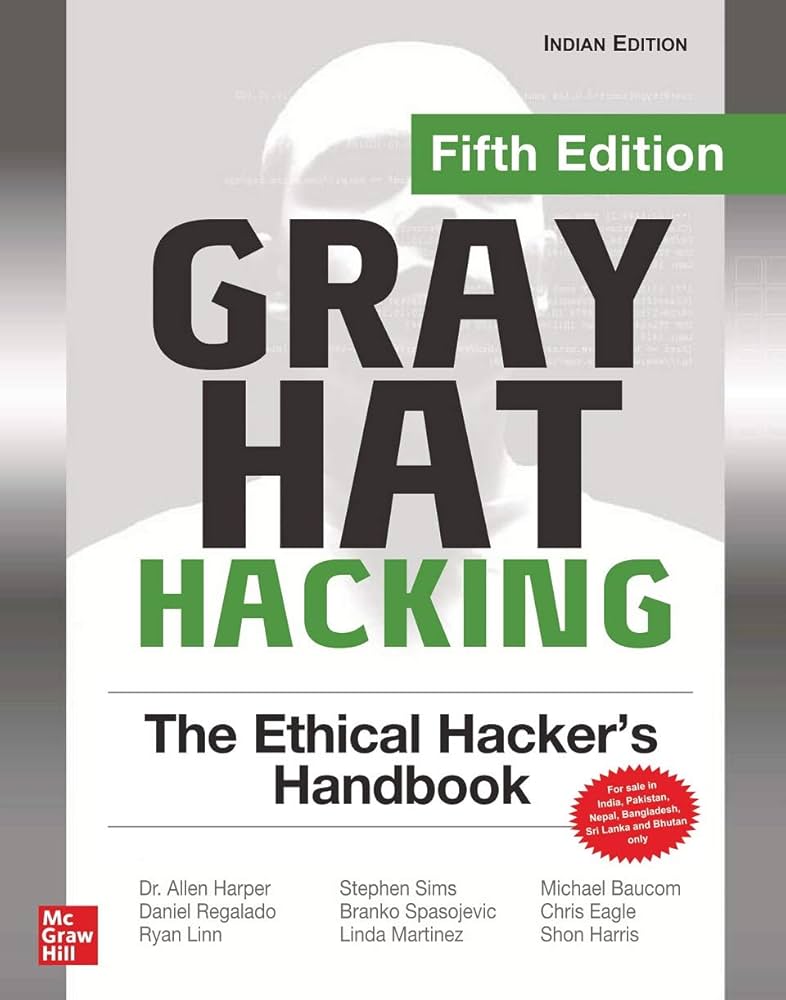 INDIAN EDITION
Fifth Edition
GRAY
HAT
HACKING
The Ethical Hacker's
Handbook
For sale in
India, Pakistan,
Nepal, Bangladesh,
Sri Lanka and Bhutan
only
Dr. Allen Harper
Daniel Regalado
Ryan Linn
Stephen Sims
Branko Spasojevic
Linda Martinez
Michael Baucom
Chris Eagle
Shon Harris
Mc
Graw
Hill